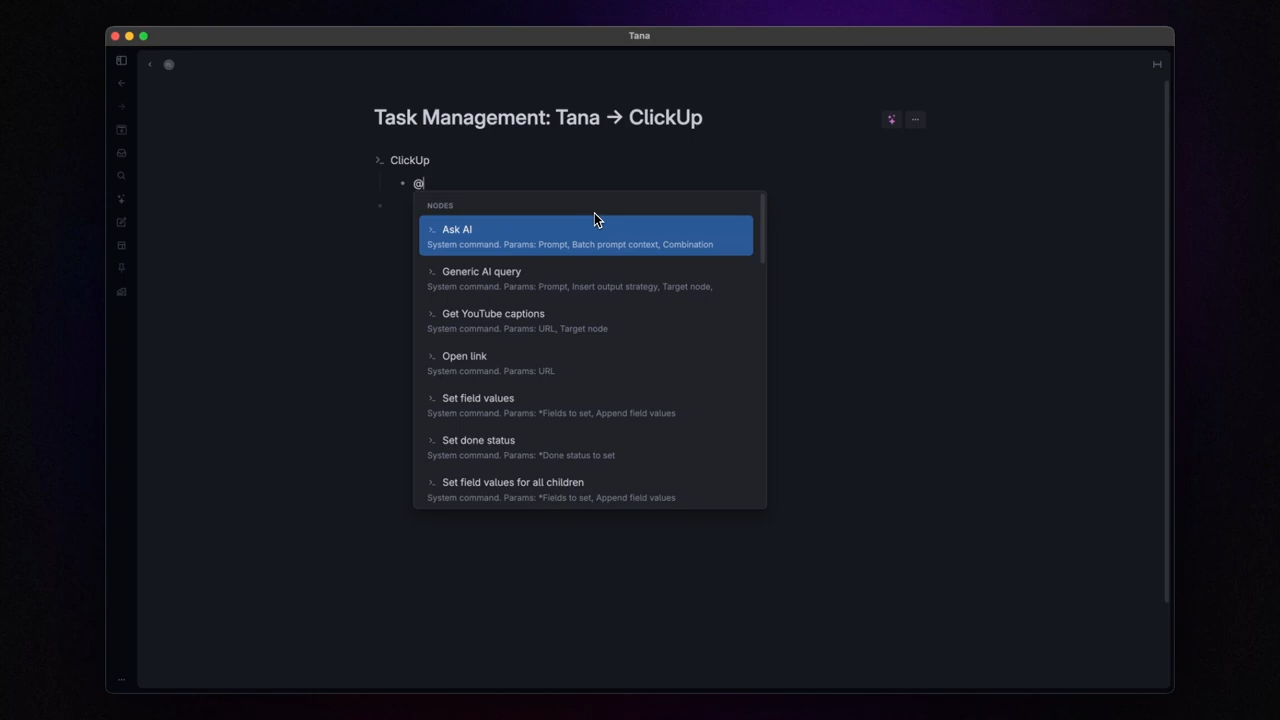 Tana
Task Management: Tana → ClickUp
ClickUp
@
NODES
Ask AI
System command. Params: Prompt, Batch prompt context, Combination
Generic AI query
System command. Params: Prompt, Insert output strategy, Target node,
Get YouTube captions
System command. Params: URL, Target node
Open link
System command. Params: URL
Set field values
System command. Params: *Fields to set, Append field values
Set done status
System command. Params: *Done status to set
Set field values for all children
System command. Params: *Fields to set, Append field values